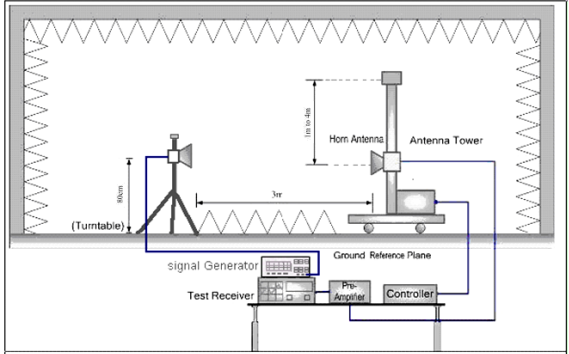 1m to 4m
Horn Antenna
Antenna Tower
80cm
3m
(Turntable)
Ground Reference Plane
signal Generator
Test Receiver
Pre-
Amplifier
Controller